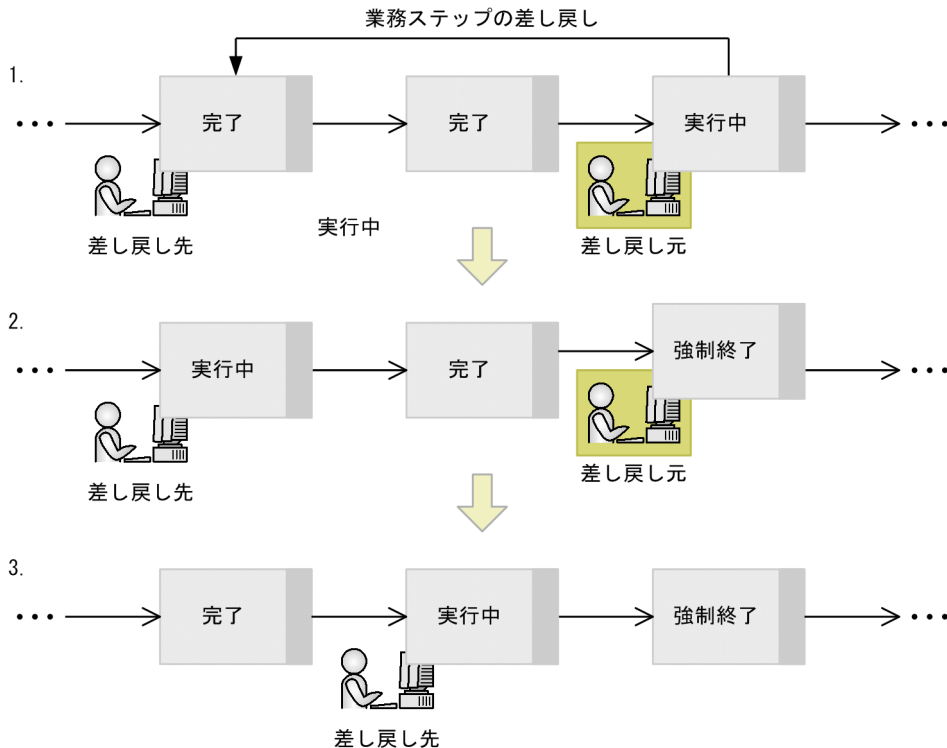 業務ステップの差し戻し
1.
••• 完了 完了 実行中 •••
差し戻し先
実行中
差し戻し元
2.
••• 実行中 完了 強制終了 •••
差し戻し先
差し戻し元
3.
••• 完了 実行中 強制終了 •••
差し戻し先